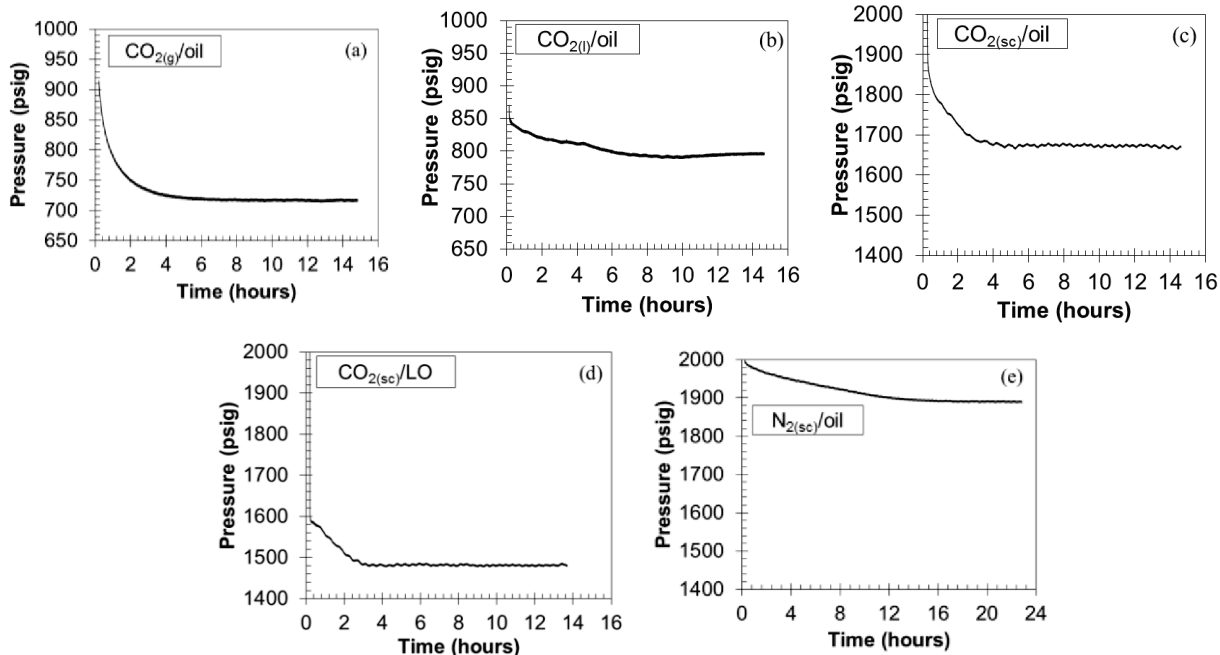 CO2(g)/oil
(a)
Pressure (psig)
1000
950
900
850
800
750
700
650
0 2 4 6 8 10 12 14 16
Time (hours)
CO2(l)/oil
(b)
Pressure (psig)
1000
950
900
850
800
750
700
650
0 2 4 6 8 10 12 14 16
Time (hours)
CO2(sc)/oil
(c)
Pressure (psig)
2000
1900
1800
1700
1600
1500
1400
0 2 4 6 8 10 12 14 16
Time (hours)
CO2(sc)/LO
(d)
Pressure (psig)
2000
1900
1800
1700
1600
1500
1400
0 2 4 6 8 10 12 14 16
Time (hours)
(e)
N2(sc)/oil
Pressure (psig)
2000
1900
1800
1700
1600
1500
1400
0 4 8 12 16 20 24
Time (hours)